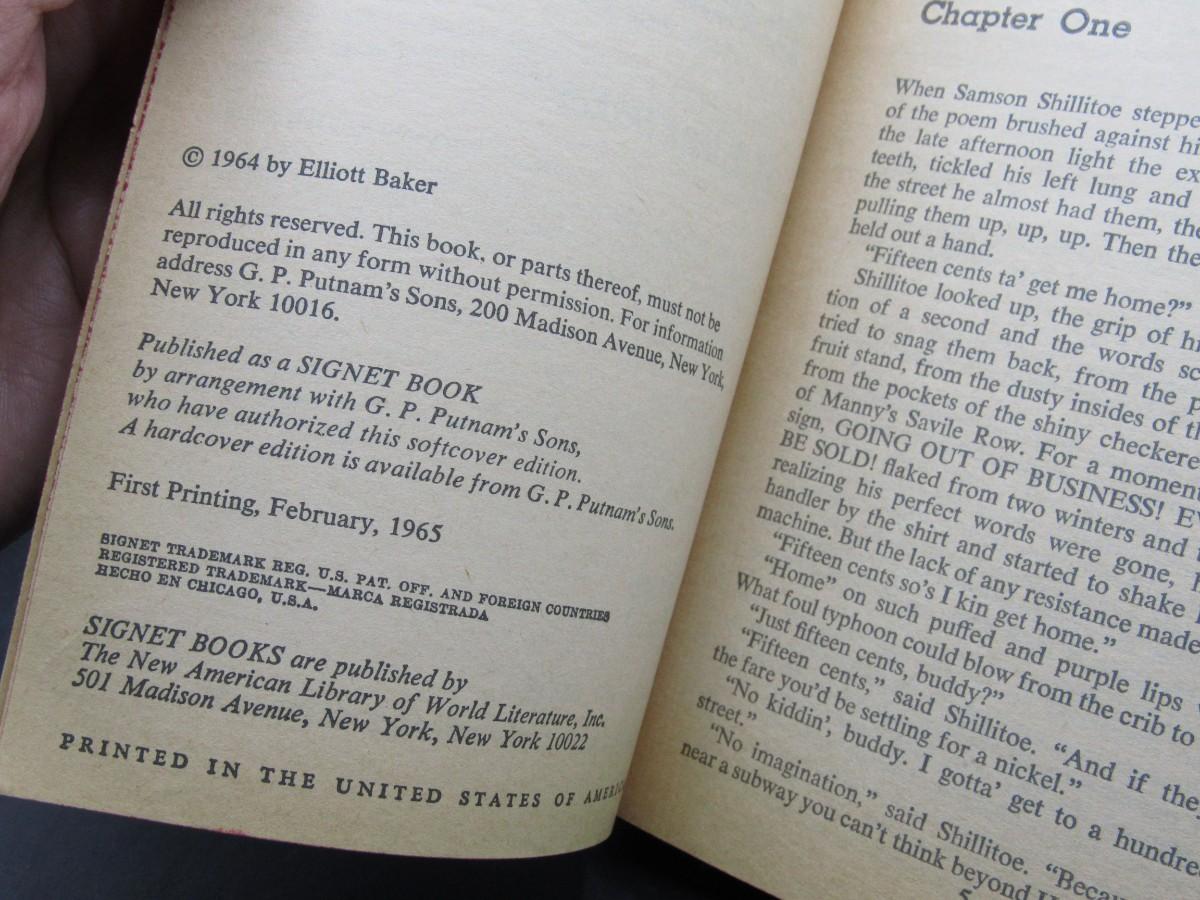 © 1964 by Elliott Baker
All rights reserved. This book, or parts thereof, must not be
reproduced in any form without permission. For information
address G. P. Putnam's Sons, 200 Madison Avenue, New York,
New York 10016.
Published as a SIGNET BOOK
by arrangement with G. P. Putnam's Sons,
who have authorized this softcover edition.
A hardcover edition is available from G. P. Putnam's Sons.
First Printing, February, 1965
SIGNET TRADEMARK REG. U.S. PAT. OFF. AND FOREIGN COUNTRIES
REGISTERED TRADEMARK—MARCA REGISTRADA
HECHO EN CHICAGO, U.S.A.
SIGNET BOOKS are published by
The New American Library of World Literature, Inc.
501 Madison Avenue, New York, New York 10022
PRINTED IN THE UNITED STATES OF AMERIC
Chapter One
When Samson Shillitoe steppe
of the poem brushed against hi
the late afternoon light the ex
teeth, tickled his left lung and
the street he almost had them, the
pulling them up, up, up. Then the
held out a hand.
"Fifteen cents ta' get me home?"
Shillitoe looked up, the grip of hi
tion of a second and the words sc
tried to snag them back, from the p
fruit stand, from the dusty insides of th
from the pockets of the shiny checkere
of Manny's Savile Row. For a moment
sign, GOING OUT OF BUSINESS! EV
BE SOLD! flaked from two winters and
realizing his perfect words were gone,
handler by the shirt and started to shake
machine. But the lack of any resistance made
"Fifteen cents so's I kin get home."
"Home" on such puffed and purple lips
What foul typhoon could blow from the crib to
"Just fifteen cents, buddy?"
"Fifteen cents," said Shillitoe. "And if they
the fare you'd be settling for a nickel."
"No kiddin', buddy. I gotta' get to a hundre
street."
"No imagination," said Shillitoe. "Becau
near a subway you can't think beyond
5